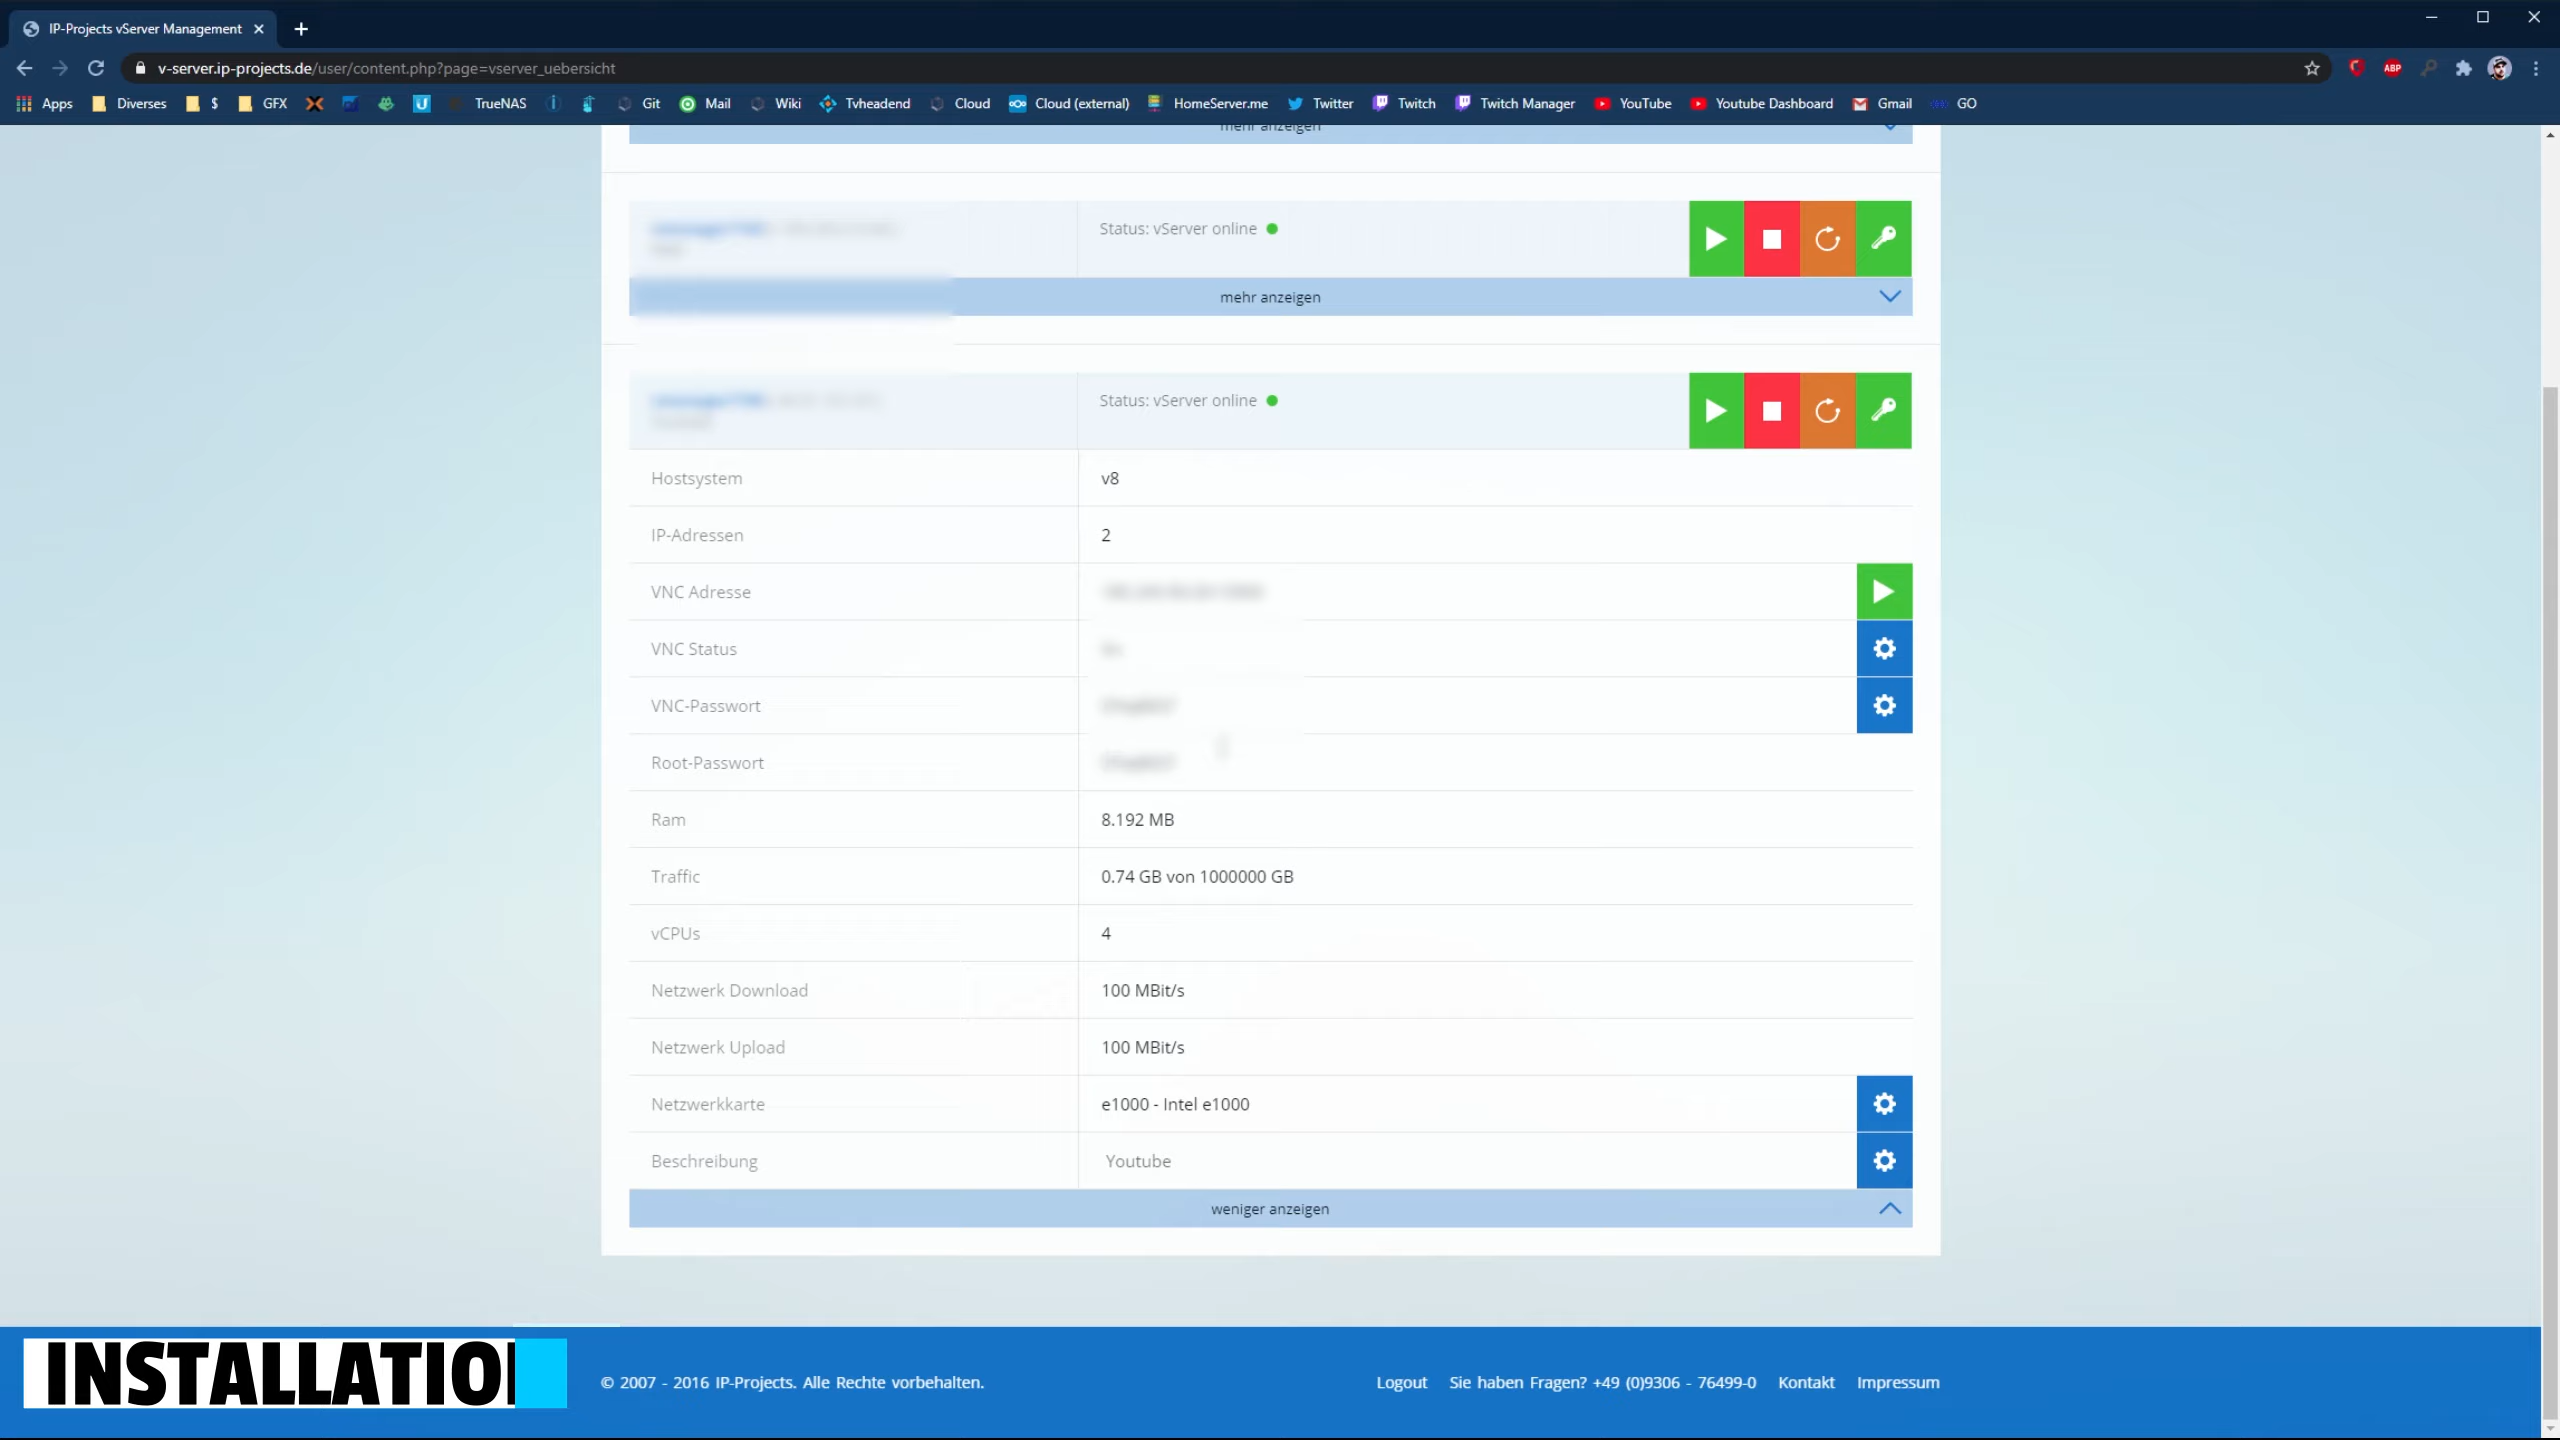 IP-Projects vServer Management
v-server.ip-projects.de/user/content.php?page=vserver_uebersicht
ABP
Apps Diverses $ GFX TrueNAS Git Mail Wiki Tvheadend Cloud Cloud (external) HomeServer.me Twitter Twitch Twitch Manager YouTube Youtube Dashboard Gmail GO
mehr anzeigen
Status: vServer online
mehr anzeigen
Status: vServer online
Hostsystem v8
IP-Adressen 2
VNC Adresse
VNC Status
VNC-Passwort
Root-Passwort
Ram 8.192 MB
Traffic 0.74 GB von 1000000 GB
vCPUs 4
Netzwerk Download 100 MBit/s
Netzwerk Upload 100 MBit/s
Netzwerkkarte e1000 - Intel e1000
Beschreibung Youtube
weniger anzeigen
INSTALLATION
© 2007 - 2016 IP-Projects. Alle Rechte vorbehalten. Logout Sie haben Fragen? +49 (0)9306 - 76499-0 Kontakt Impressum